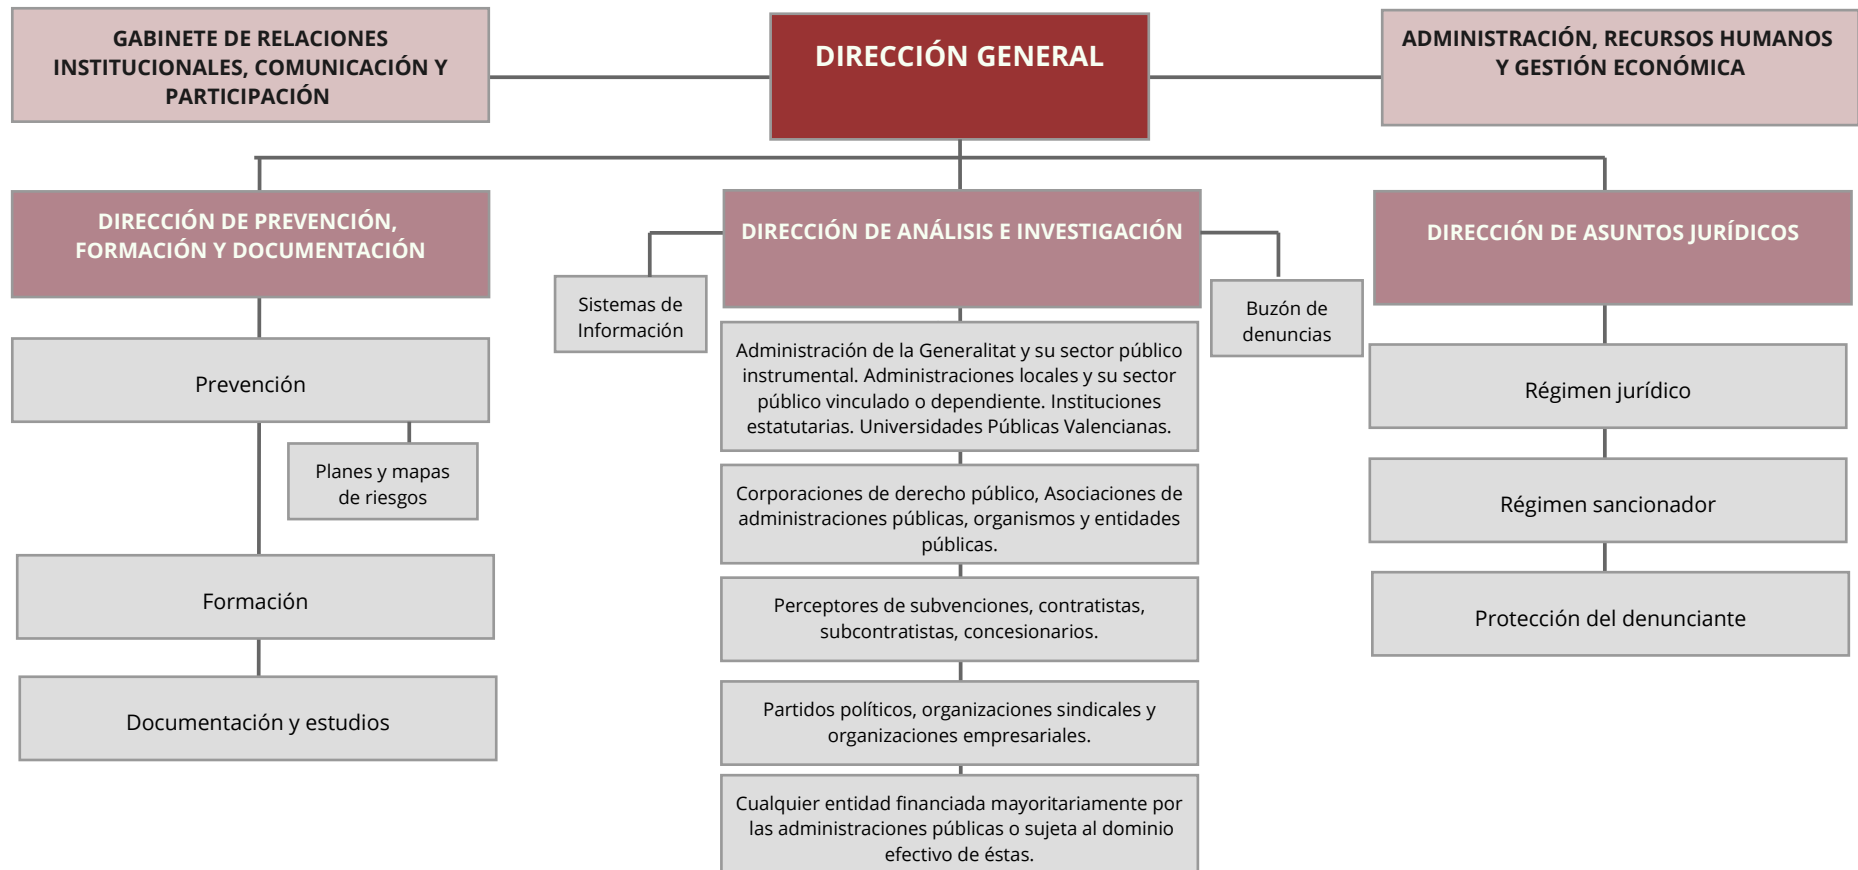 GABINETE DE RELACIONES
INSTITUCIONALES, COMUNICACIÓN Y
PARTICIPACIÓN
DIRECCIÓN GENERAL
ADMINISTRACIÓN, RECURSOS HUMANOS
Y GESTIÓN ECONÓMICA
DIRECCIÓN DE PREVENCIÓN,
FORMACIÓN Y DOCUMENTACIÓN
Prevención
Planes y mapas
de riesgos
Formación
Documentación y estudios
DIRECCIÓN DE ANÁLISIS E INVESTIGACIÓN
Sistemas de
Información
Buzón de
denuncias
Administración de la Generalitat y su sector público
instrumental. Administraciones locales y su sector
público vinculado o dependiente. Instituciones
estatutarias. Universidades Públicas Valencianas.
Corporaciones de derecho público, Asociaciones de
administraciones públicas, organismos y entidades
públicas.
Perceptores de subvenciones, contratistas,
subcontratistas, concesionarios.
Partidos políticos, organizaciones sindicales y
organizaciones empresariales.
Cualquier entidad financiada mayoritariamente por
las administraciones públicas o sujeta al dominio
efectivo de éstas.
DIRECCIÓN DE ASUNTOS JURÍDICOS
Régimen jurídico
Régimen sancionador
Protección del denunciante